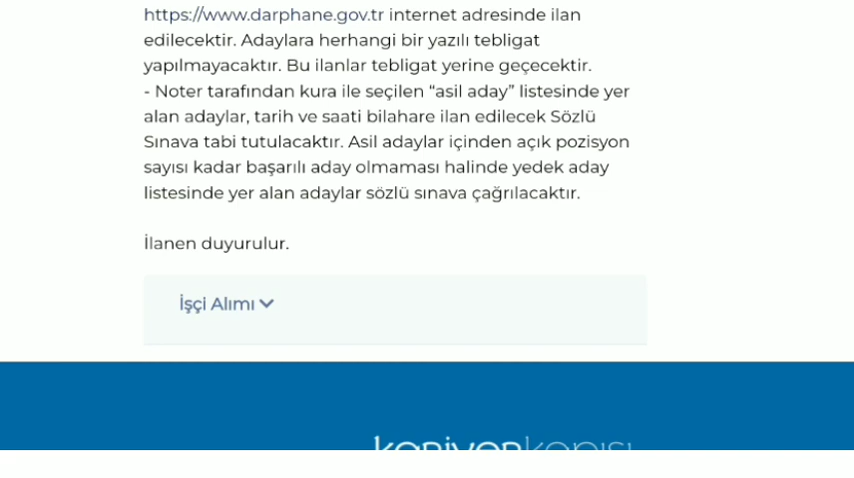 https://www.darphane.gov.tr internet adresinde ilan
edilecektir. Adaylara herhangi bir yazılı tebligat
yapılmayacaktır. Bu ilanlar tebligat yerine geçecektir.
- Noter tarafından kura ile seçilen “asil aday” listesinde yer
alan adaylar, tarih ve saati bilahare ilan edilecek Sözlü
Sınava tabi tutulacaktır. Asil adaylar içinden açık pozisyon
sayısı kadar başarılı aday olmaması halinde yedek aday
listesinde yer alan adaylar sözlü sınava çağrılacaktır.
İlanen duyurulur.
İşçi Alımı
kariyerkapısı